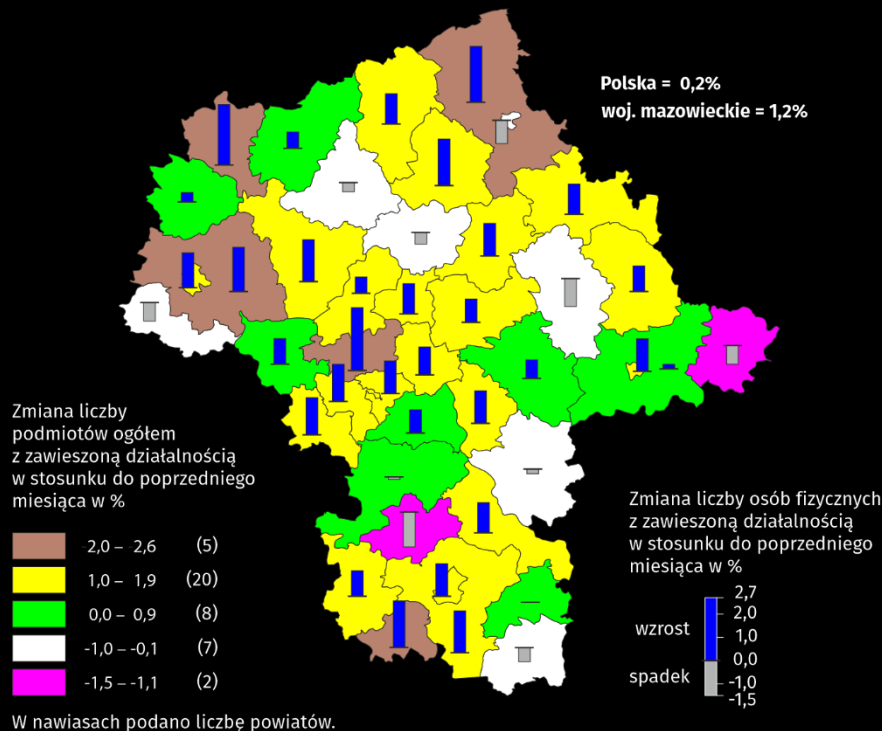 Polska = 0,2%
woj. mazowieckie = 1,2%
Zmiana liczby
podmiotów ogółem
z zawieszoną działalnością
w stosunku do poprzedniego
miesiąca w %
2,0 – 2,6 (5)
1,0 – 1,9 (20)
0,0 – 0,9 (8)
-1,0 – -0,1 (7)
-1,5 – -1,1 (2)
W nawiasach podano liczbę powiatów.
Zmiana liczby osób fizycznych
z zawieszoną działalnością
w stosunku do poprzedniego
miesiąca w %
2,7
2,0
wzrost
1,0
0,0
spadek
-1,0
-1,5